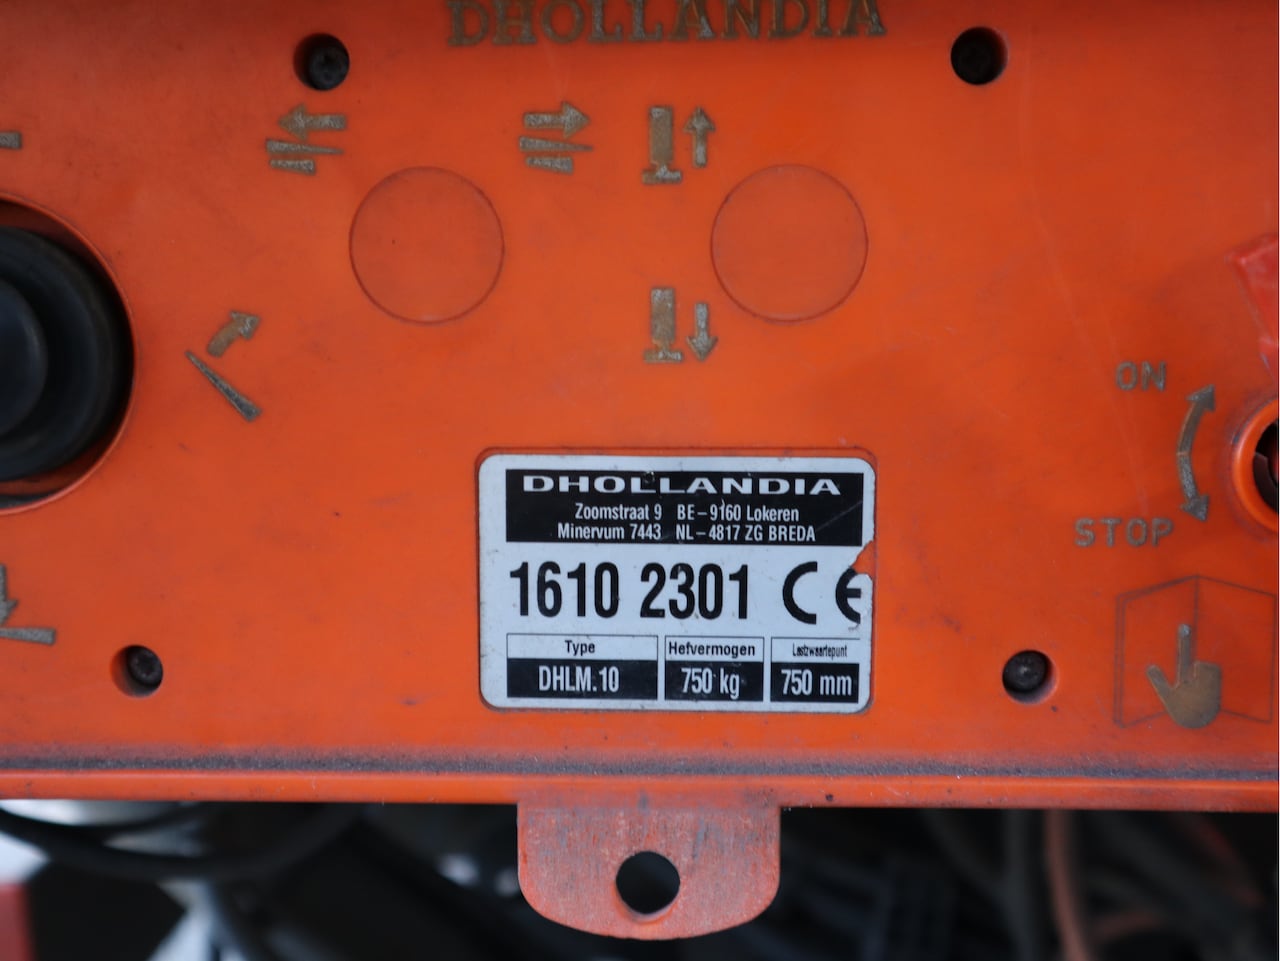 DHOLLANDIA
ON
STOP
DHOLLANDIA
Zoomstraat 9 BE-9160 Lokeren
Minervum 7443 NL-4817 ZG BREDA
1610 2301 CE
Type Hefvermogen Lastzwaartepunt
DHLM.10 750 kg 750 mm